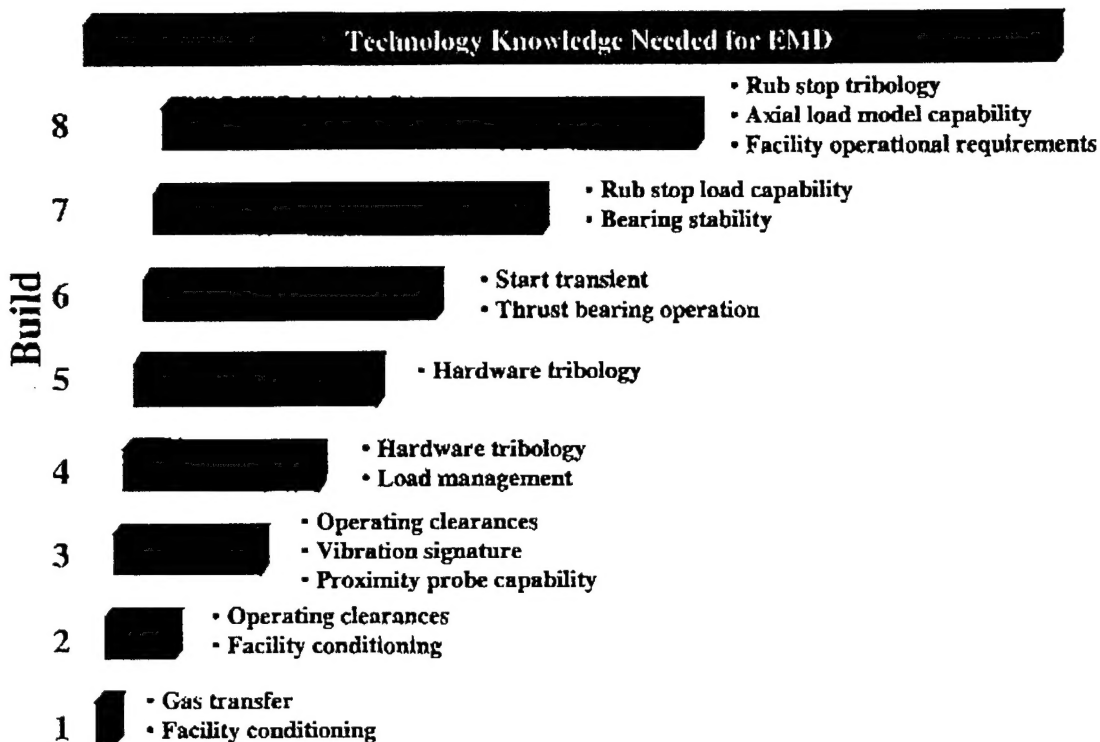 Technology Knowledge Needed for EMD
8
• Rub stop tribology
• Axial load model capability
• Facility operational requirements
7
• Rub stop load capability
• Bearing stability
Build
6
• Start transient
• Thrust bearing operation
5
• Hardware tribology
4
• Hardware tribology
• Load management
3
• Operating clearances
• Vibration signature
• Proximity probe capability
2
• Operating clearances
• Facility conditioning
1
• Gas transfer
• Facility conditioning